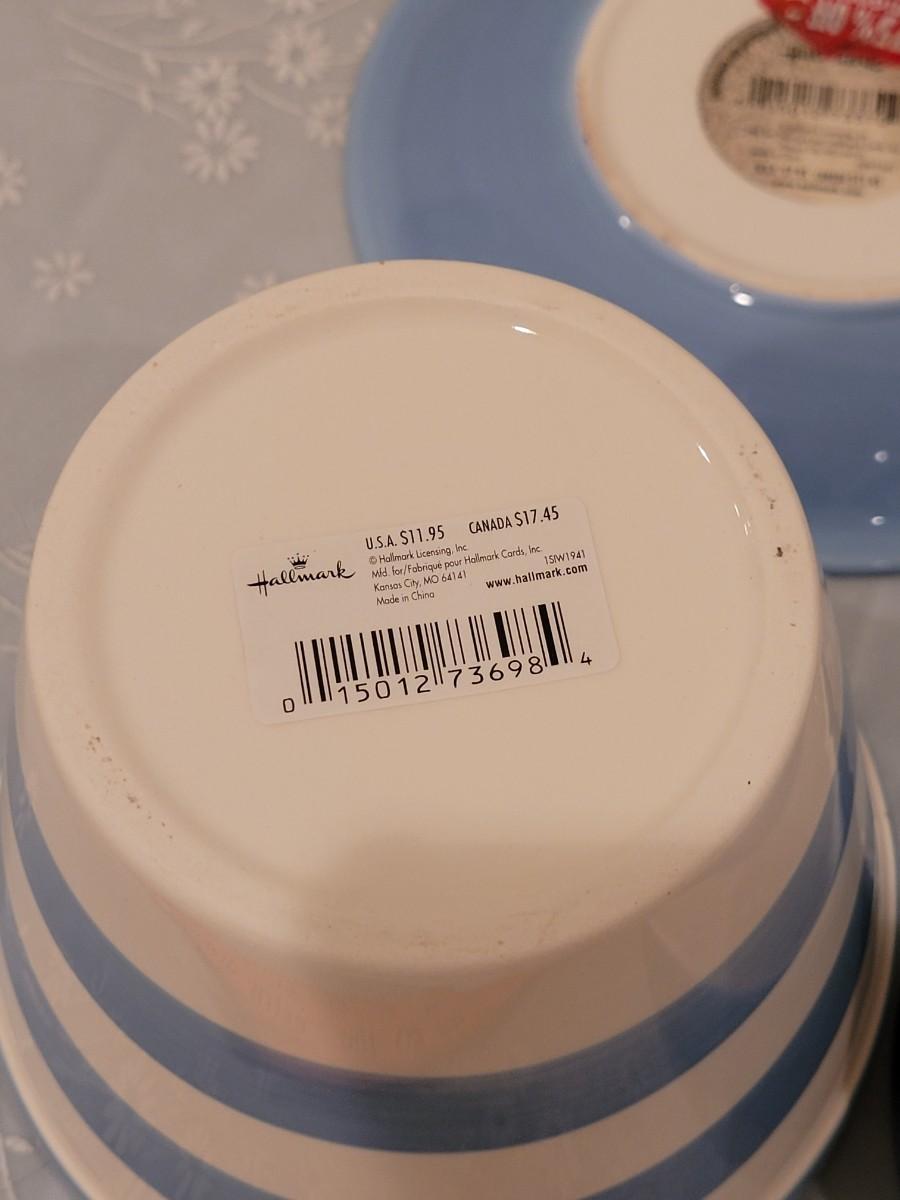 Hallmark
U.S.A. $11.95 CANADA $17.45
© Hallmark Licensing, Inc.
Mfd. for/Fabriqué pour Hallmark Cards, Inc.
Kansas City, MO 64141 1SIW1941
Made in China www.hallmark.com
0 15012 73698 4